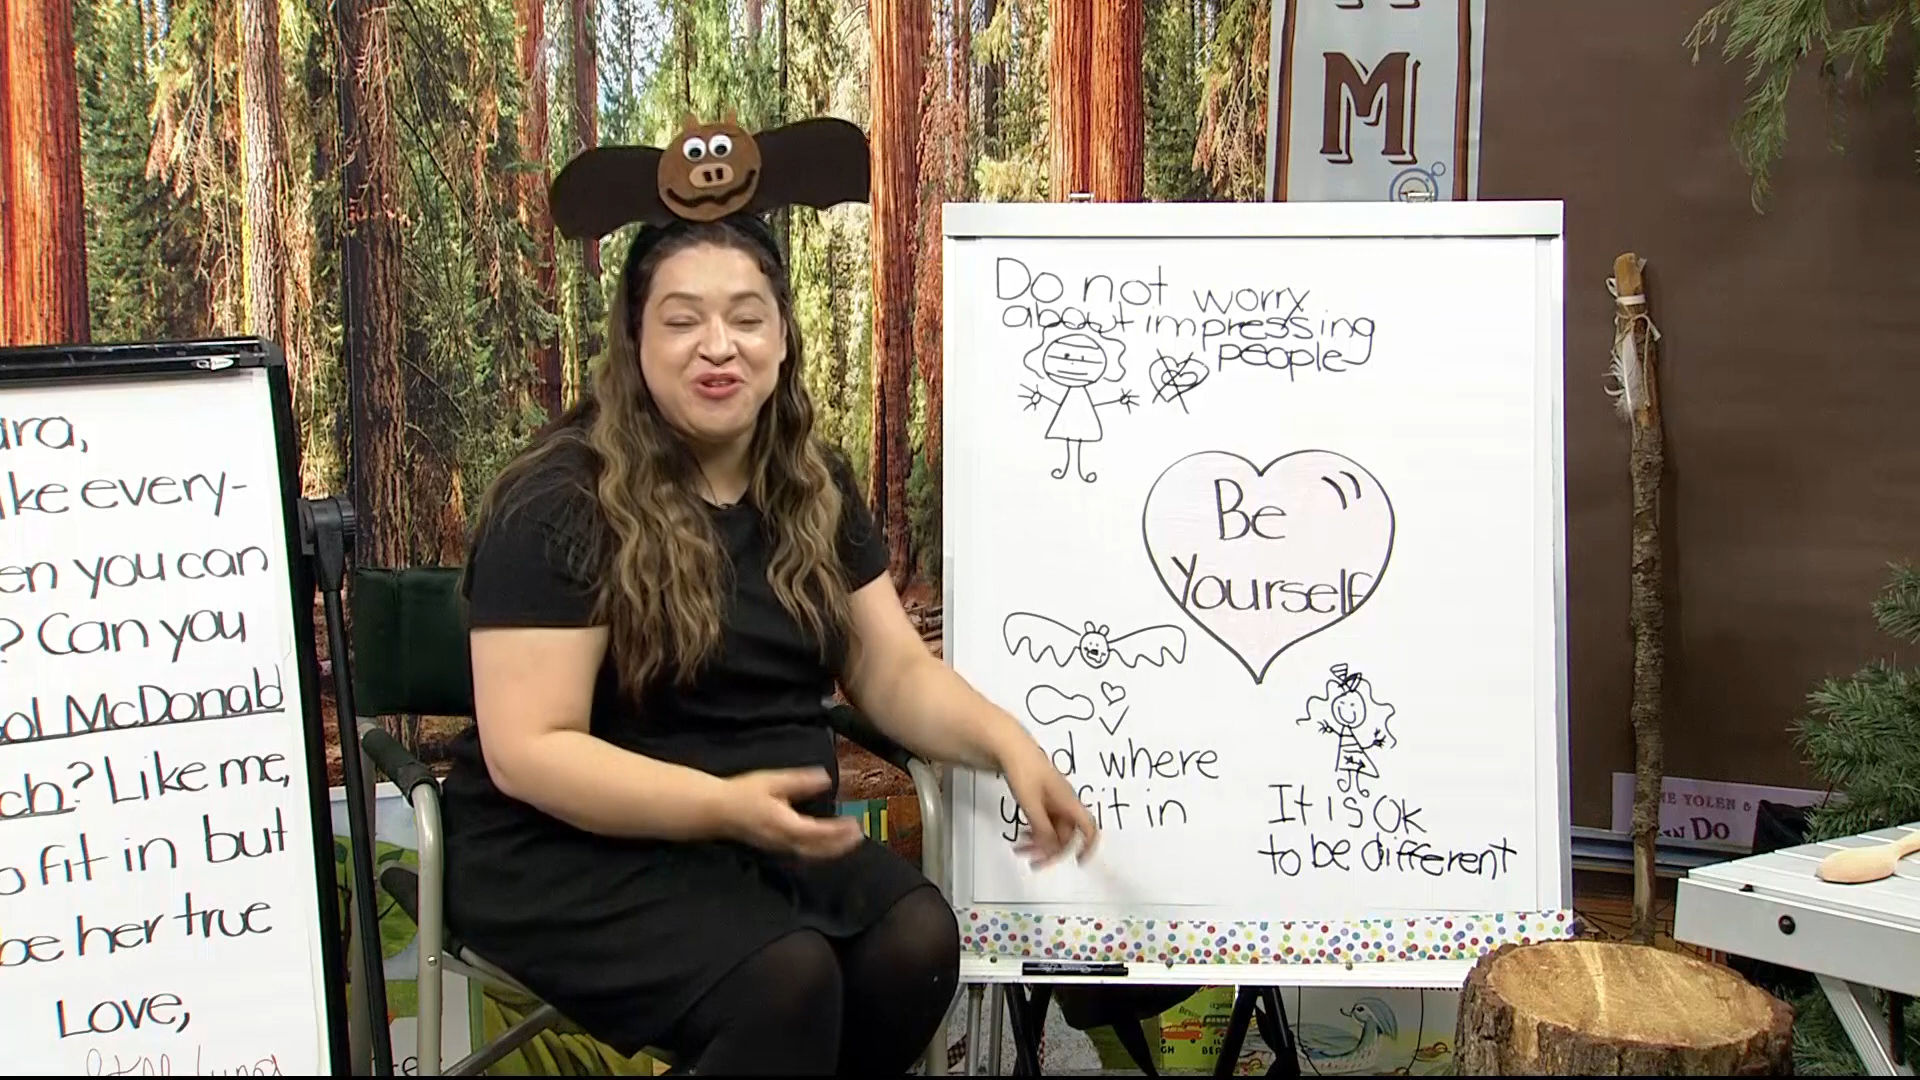 ara,
ke every-
en you can
? Can you
ol McDonald
ch? Like me,
o fit in but
be her true
Love,
M
Do not worry
about impressing
people
Be
Yourself
where
fit in
It is Ok
to be different
NE YOLEN &
Do